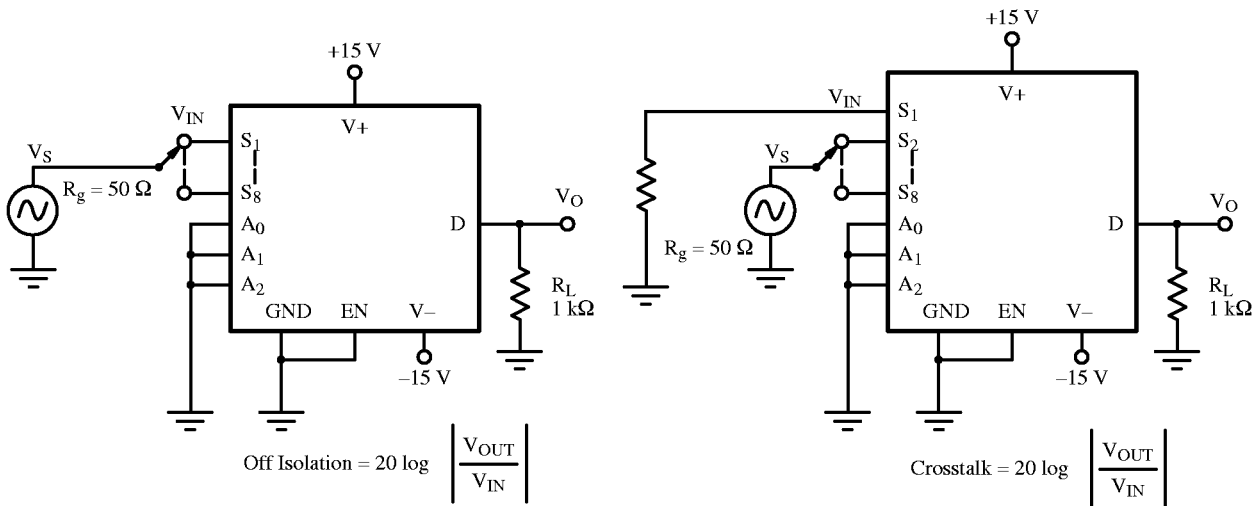 +15 V
V+
V_IN
V_S
R_g = 50 Ω
S_1
S_8
A_0
A_1
A_2
GND
EN
V–
D
V_O
R_L
1 kΩ
–15 V
Off Isolation = 20 log | V_OUT / V_IN |
+15 V
V+
V_IN
S_1
V_S
S_2
S_8
R_g = 50 Ω
A_0
A_1
A_2
GND
EN
V–
D
V_O
R_L
1 kΩ
–15 V
Crosstalk = 20 log | V_OUT / V_IN |